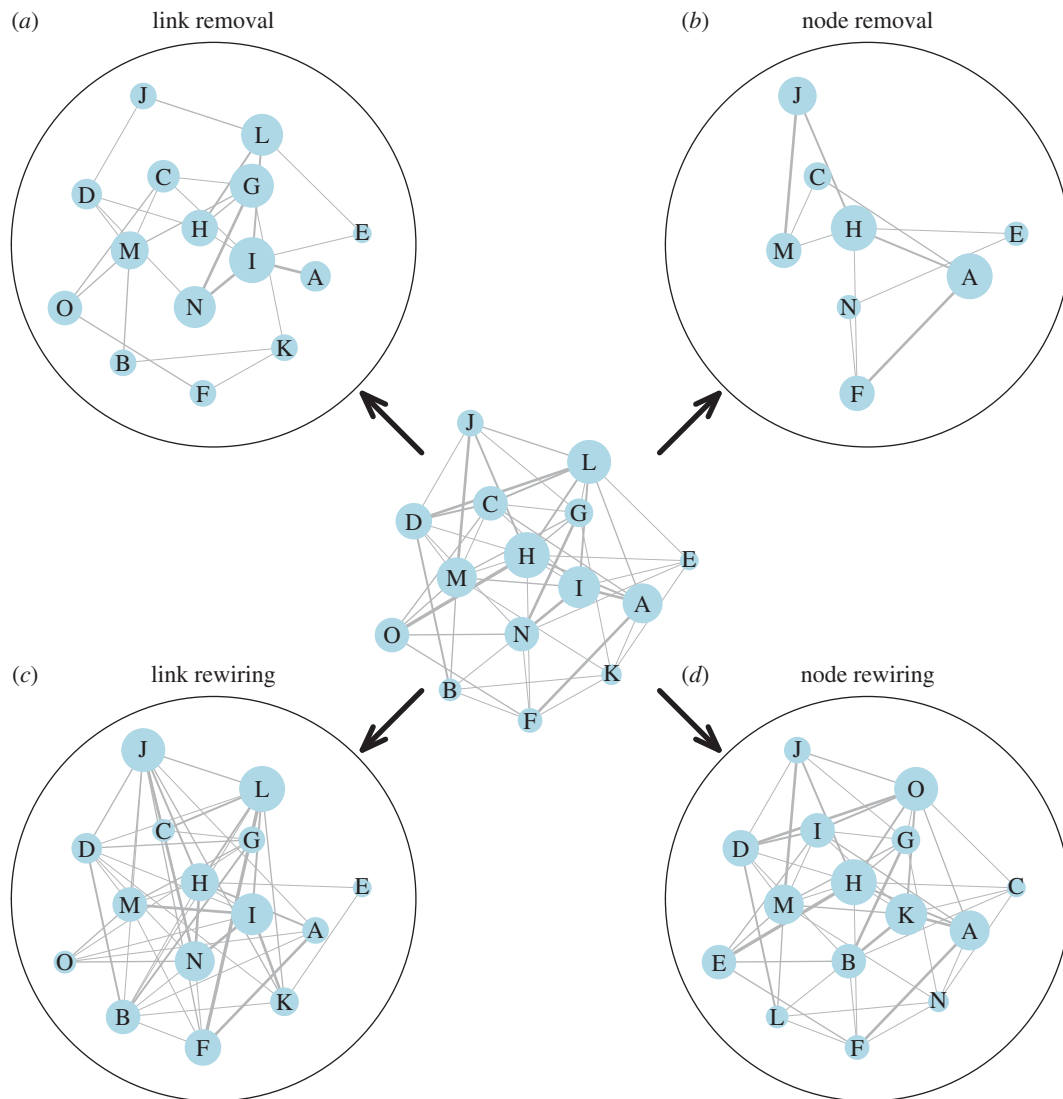 (a) link removal
J
L
C
G
D
H
E
M
I
A
O
N
B
K
F
(b) node removal
J
C
H
E
M
A
N
F
J
L
C
G
D
H
E
M
I
A
O
N
K
B
F
(c) link rewiring
J
L
C
G
D
H
E
M
I
A
O
N
K
B
F
(d) node rewiring
J
O
I
G
D
H
C
M
K
A
E
B
N
L
F